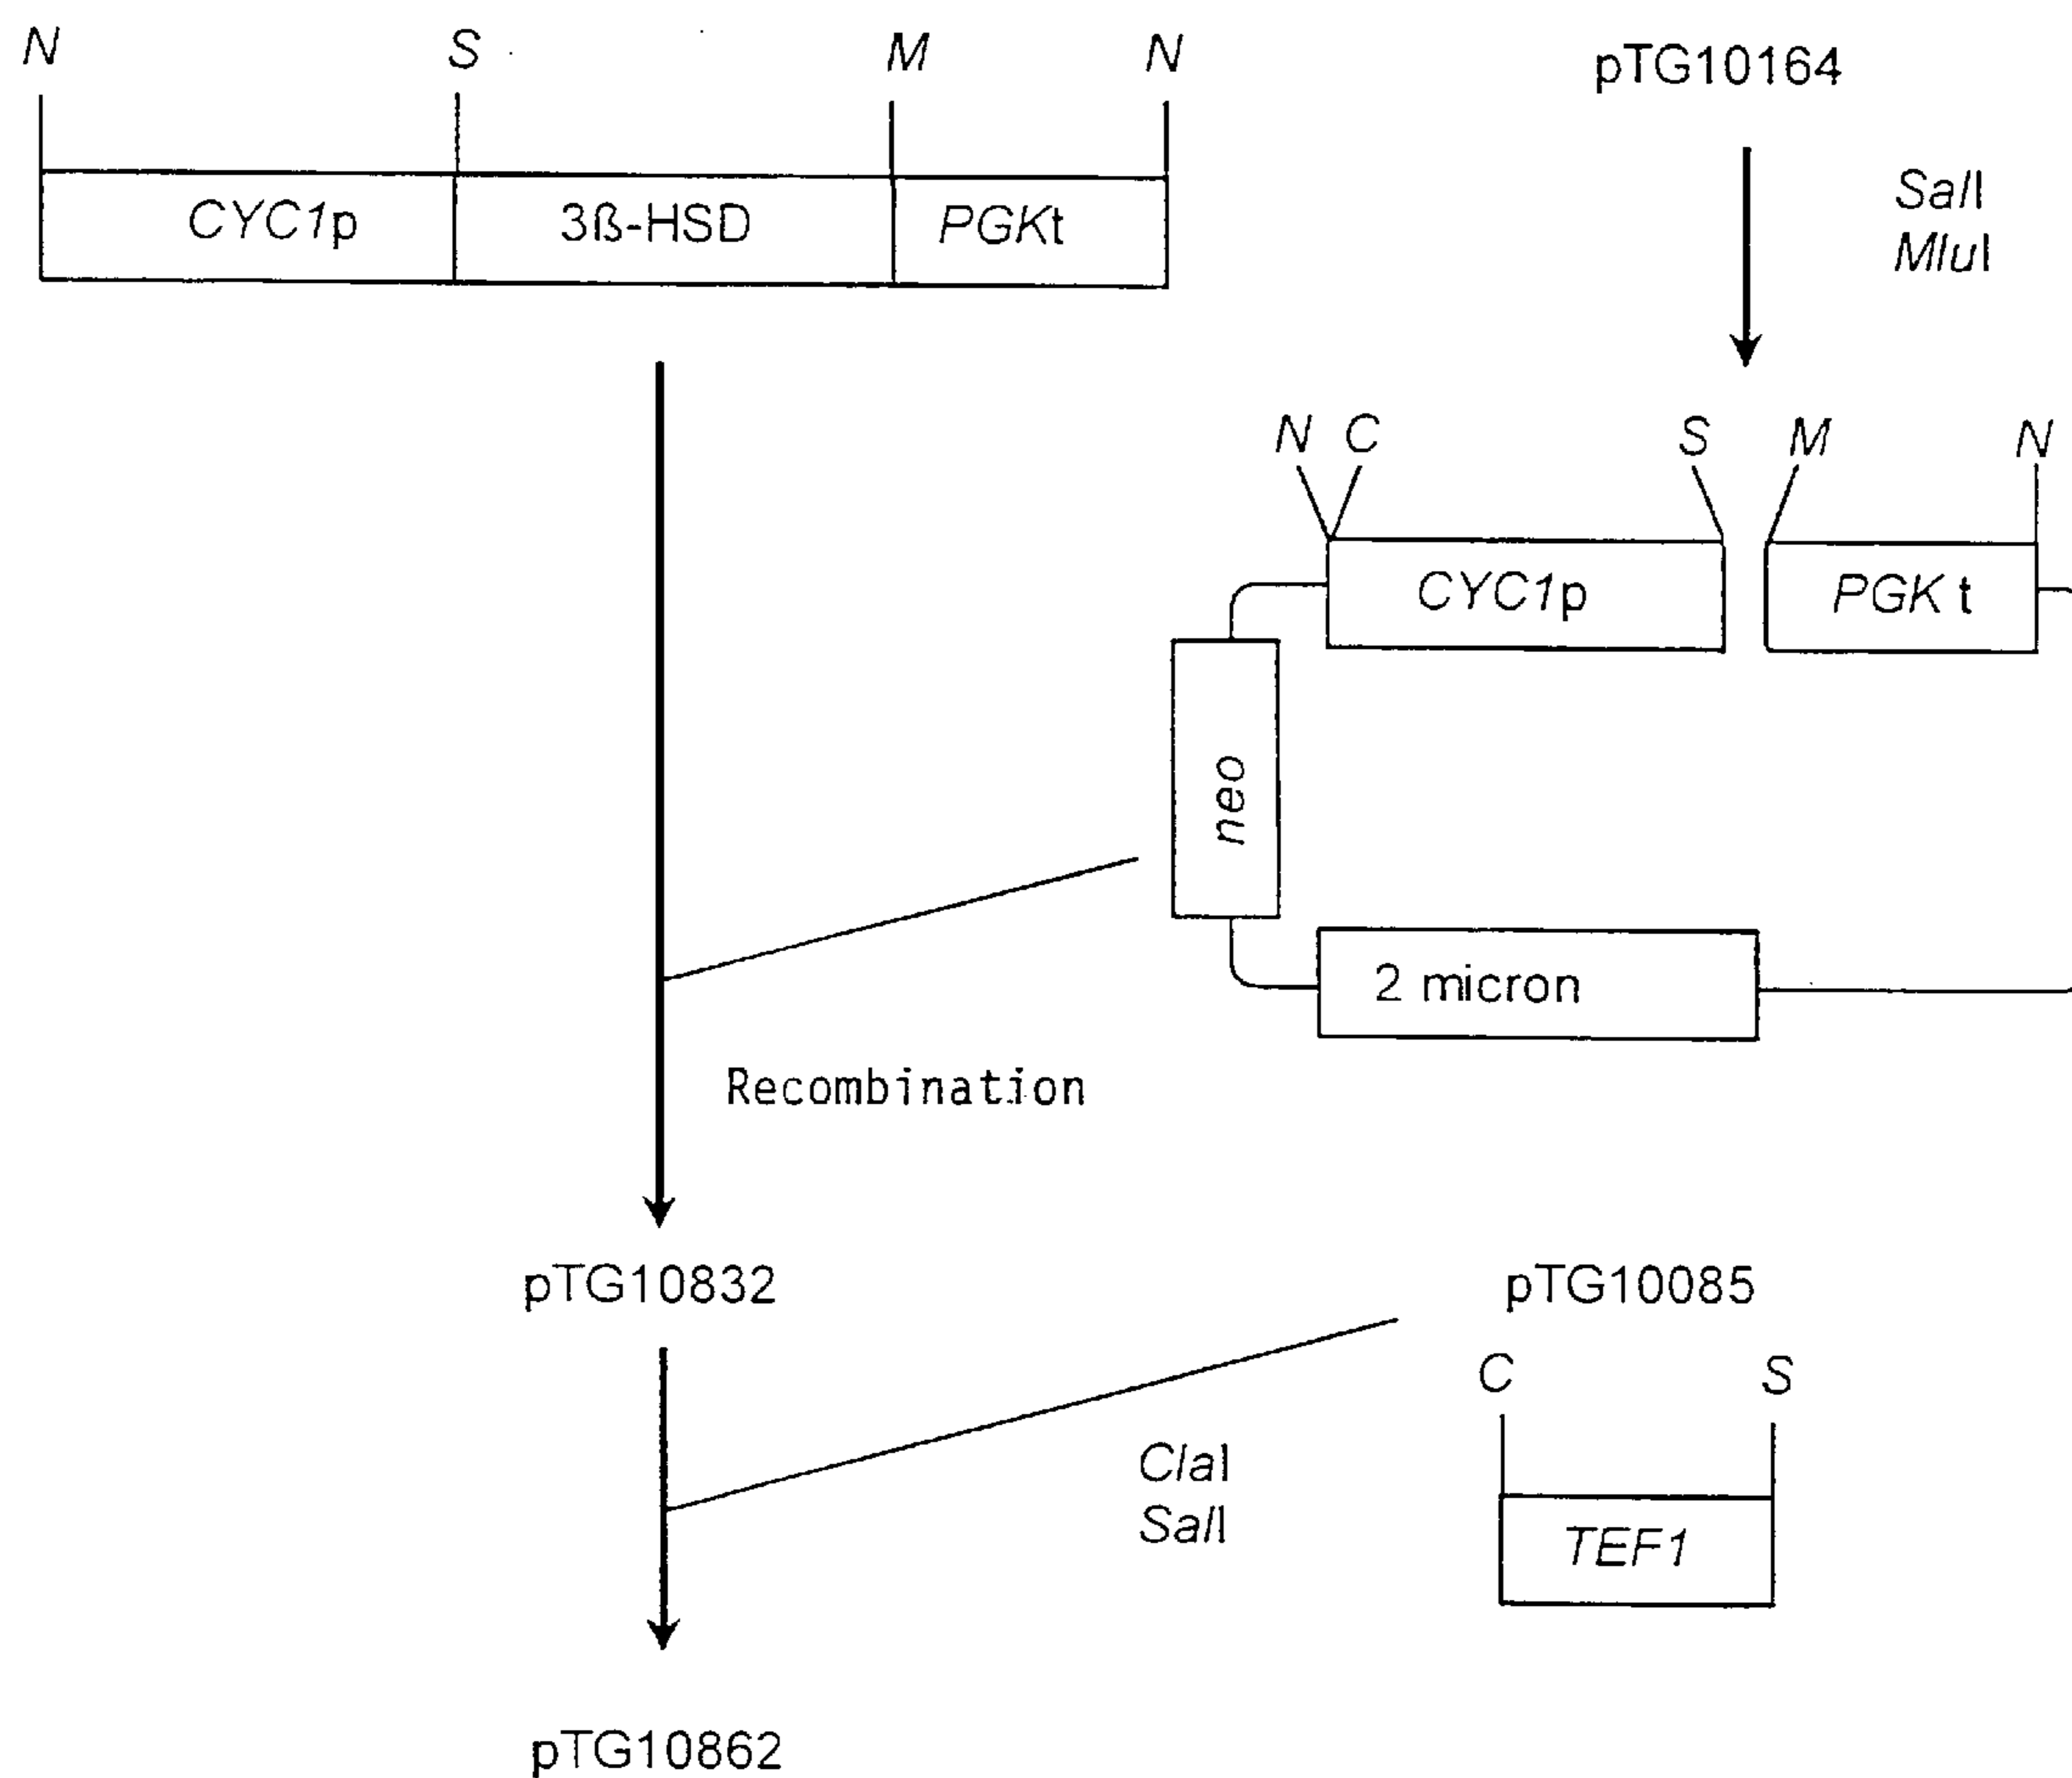 N S M N
CYC1p 3ß-HSD PGKt
pTG10164
SalI
MluI
N C S M N
CYC1p PGK t
neo
2 micron
Recombination
pTG10832
pTG10085
C S
ClaI
SalI
TEF1
pTG10862